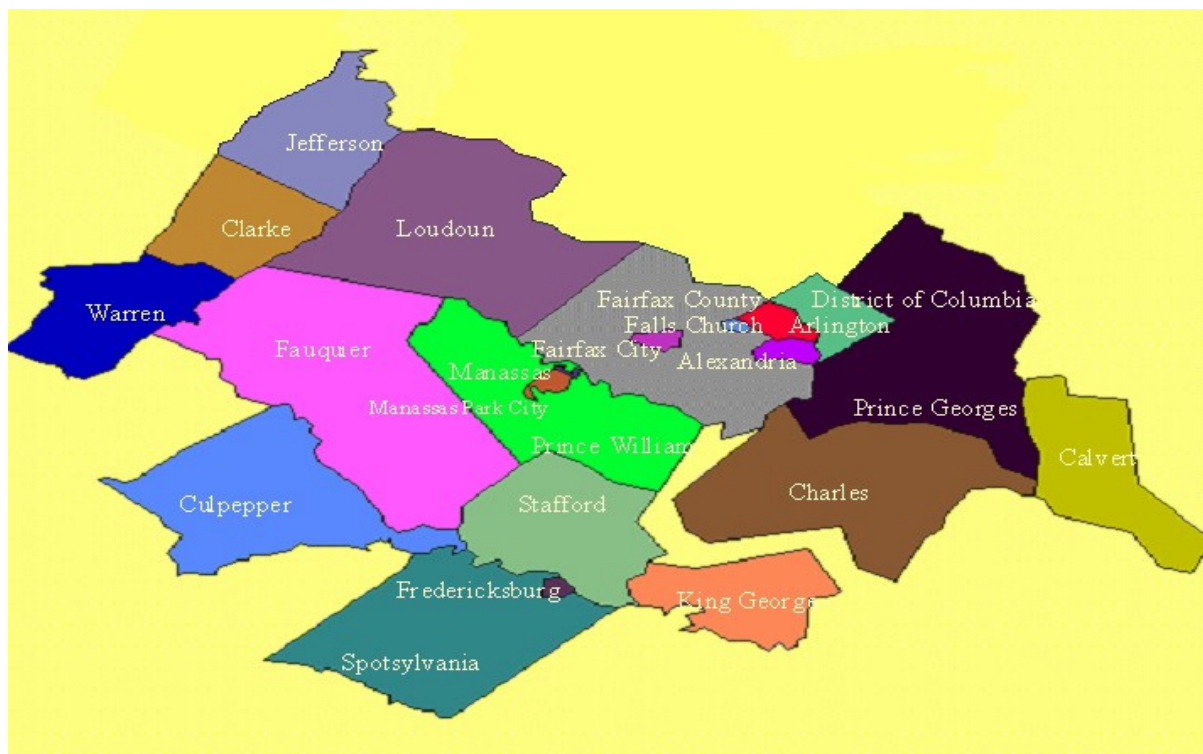 Jefferson
Clarke
Loudoun
Warren
Fairfax County
District of Columbia
Falls Church
Arlington
Fauquier
Fairfax City
Alexandria
Manassas
Manassas Park City
Prince Georges
Prince William
Calvert
Culpepper
Stafford
Charles
Fredericksburg
King George
Spotsylvania